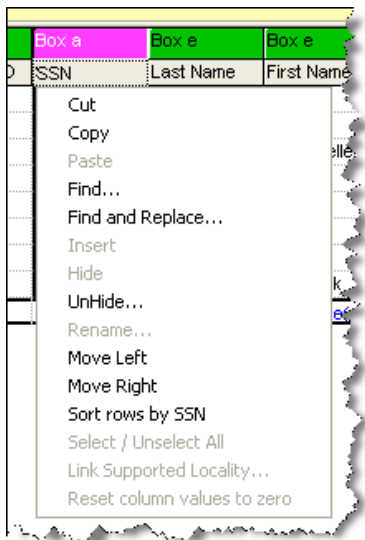 Box a Box e Box e
SSN Last Name First Name
Cut
Copy
Paste
Find...
Find and Replace...
Insert
Hide
UnHide...
Rename...
Move Left
Move Right
Sort rows by SSN
Select / Unselect All
Link Supported Locality...
Reset column values to zero